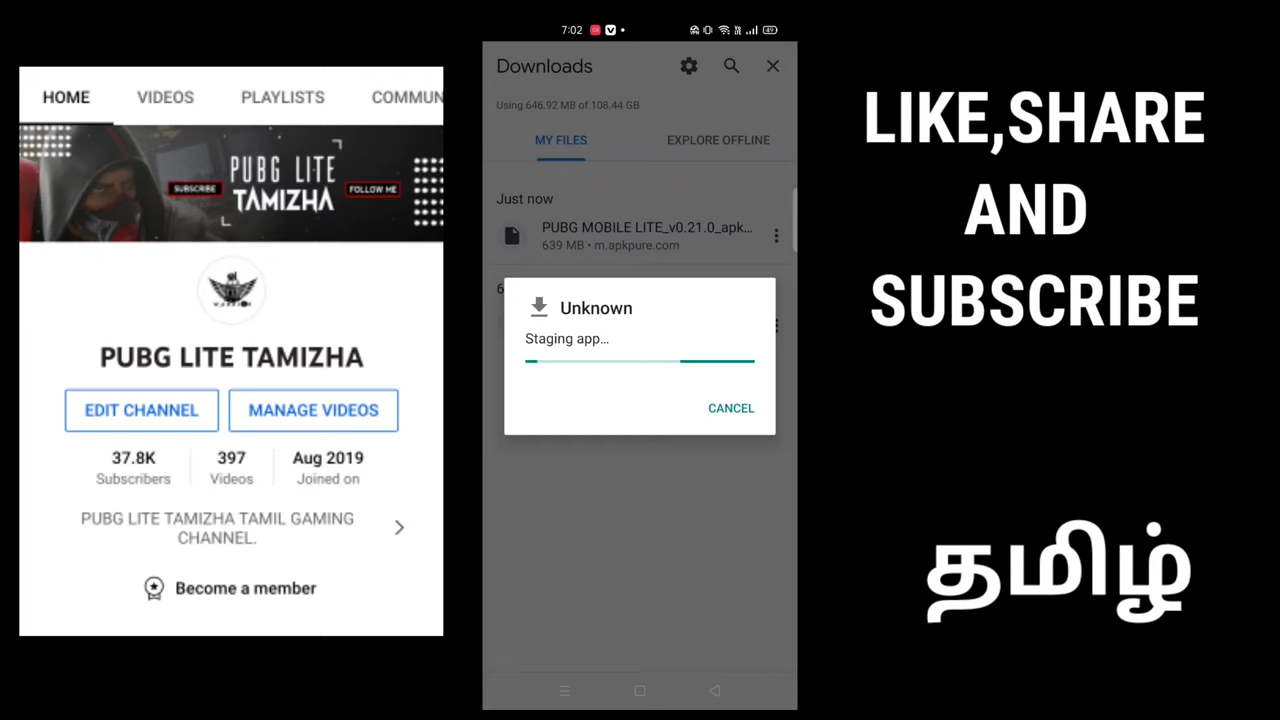 HOME VIDEOS PLAYLISTS COMMUN
PUBG LITE
TAMIZHA
SUBSCRIBE
FOLLOW ME
PUBG LITE TAMIZHA
EDIT CHANNEL
MANAGE VIDEOS
37.8K
Subscribers
397
Videos
Aug 2019
Joined on
PUBG LITE TAMIZHA TAMIL GAMING
CHANNEL.
Become a member
7:02
49
Downloads
Using 646.92 MB of 108.44 GB
MY FILES
EXPLORE OFFLINE
Just now
PUBG MOBILE LITE_v0.21.0_apk...
639 MB • m.apkpure.com
6
Unknown
Staging app...
CANCEL
LIKE,SHARE
AND
SUBSCRIBE
தமிழ்